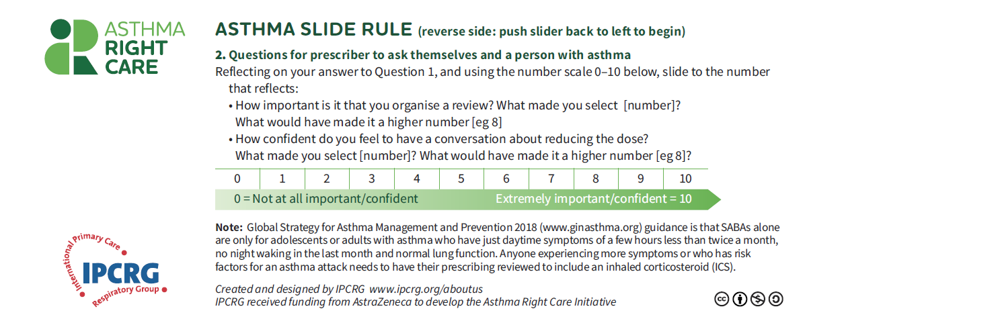 ASTHMA
RIGHT
CARE
ASTHMA SLIDE RULE (reverse side: push slider back to left to begin)
2. Questions for prescriber to ask themselves and a person with asthma
Reflecting on your answer to Question 1, and using the number scale 0–10 below, slide to the number
that reflects:
• How important is it that you organise a review? What made you select [number]?
What would have made it a higher number [eg 8]
• How confident do you feel to have a conversation about reducing the dose?
What made you select [number]? What would have made it a higher number [eg 8]?
0 1 2 3 4 5 6 7 8 9 10
0 = Not at all important/confident Extremely important/confident = 10
Note: Global Strategy for Asthma Management and Prevention 2018 (www.ginasthma.org) guidance is that SABAs alone
are only for adolescents or adults with asthma who have just daytime symptoms of a few hours less than twice a month,
no night waking in the last month and normal lung function. Anyone experiencing more symptoms or who has risk
factors for an asthma attack needs to have their prescribing reviewed to include an inhaled corticosteroid (ICS).
International Primary Care
IPCRG
Respiratory Group
Created and designed by IPCRG www.ipcrg.org/aboutus
IPCRG received funding from AstraZeneca to develop the Asthma Right Care Initiative
cc